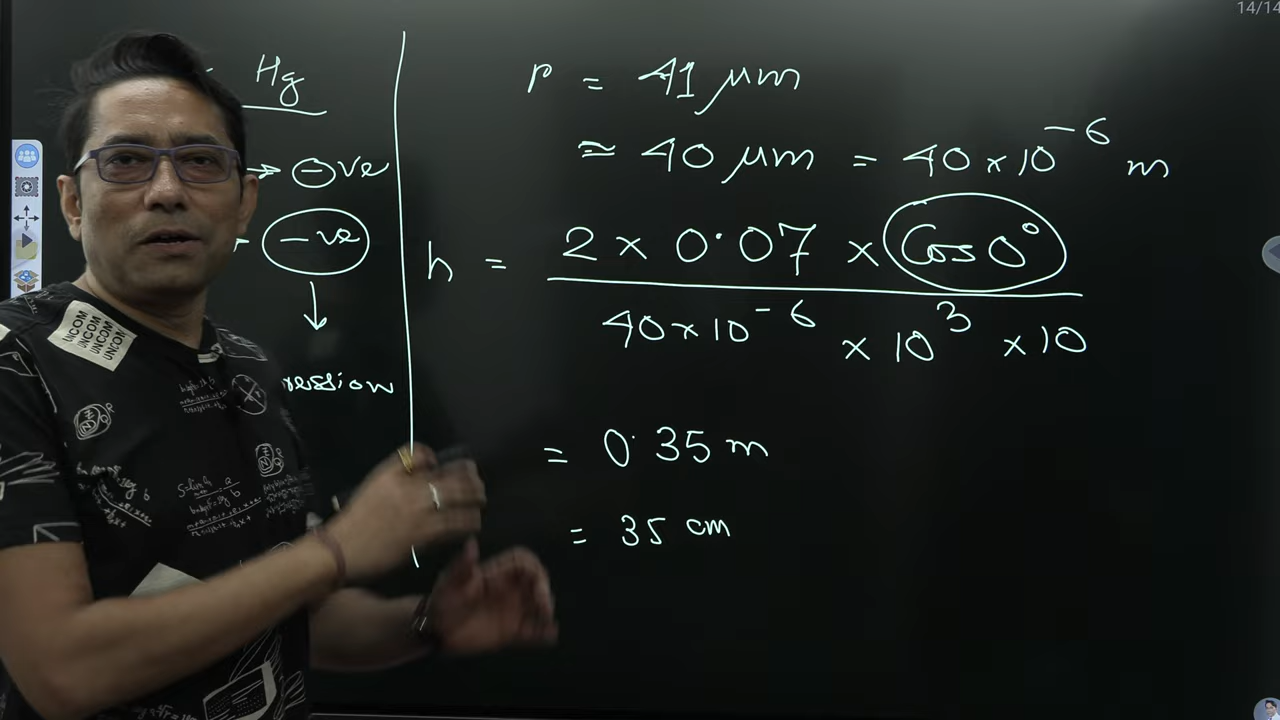 14/14
Hg
→ ⊖ve
-ve
↓
ression
r = 41 μm
≃ 40 μm = 40 × 10⁻⁶ m
h = 2 × 0.07 × Cos 0° / 40 × 10⁻⁶ × 10³ × 10
= 0.35 m
= 35 cm
UNCOM
UNCOM
UNCOM
UNCOM